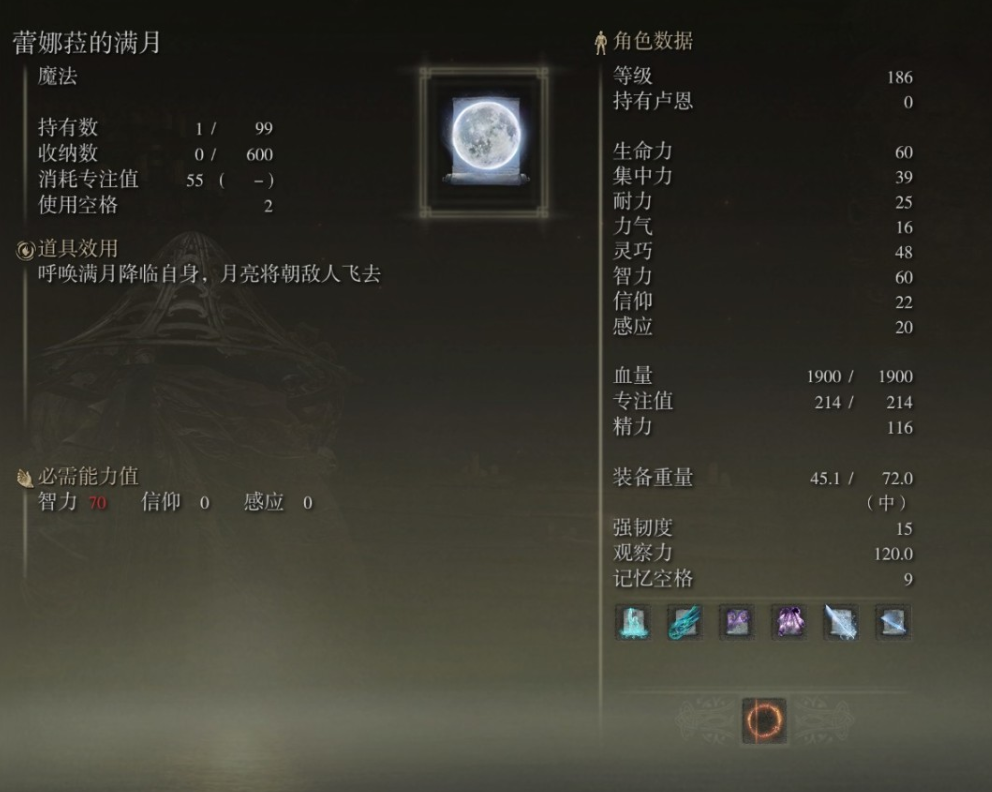 蕾娜菈的满月
魔法
持有数 1 / 99
收纳数 0 / 600
消耗专注值 55 ( - )
使用空格 2
道具效用
呼唤满月降临自身，月亮将朝敌人飞去
必需能力值
智力 70 信仰 0 感应 0
角色数据
等级 186
持有卢恩 0
生命力 60
集中力 39
耐力 25
力气 16
灵巧 48
智力 60
信仰 22
感应 20
血量 1900 / 1900
专注值 214 / 214
精力 116
装备重量 45.1 / 72.0
（中）
强韧度 15
观察力 120.0
记忆空格 9